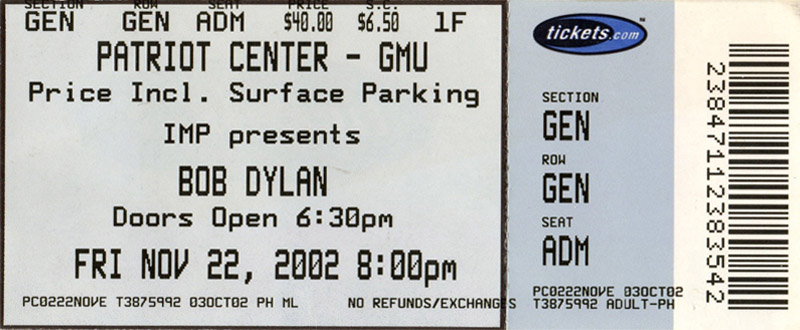 SECTION ROW SEAT PRICE S.C.
GEN GEN ADM $40.00 $6.50 1F
PATRIOT CENTER - GMU
Price Incl. Surface Parking
IMP presents
BOB DYLAN
Doors Open 6:30pm
FRI NOV 22, 2002 8:00pm
PC0222NOVE T3875992 03OCT02 PH ML NO REFUNDS/EXCHANGES
tickets.com™
SECTION
GEN
ROW
GEN
SEAT
ADM
PC0222NOVE 03OCT02
T3875992 ADULT-PH
23847112383542